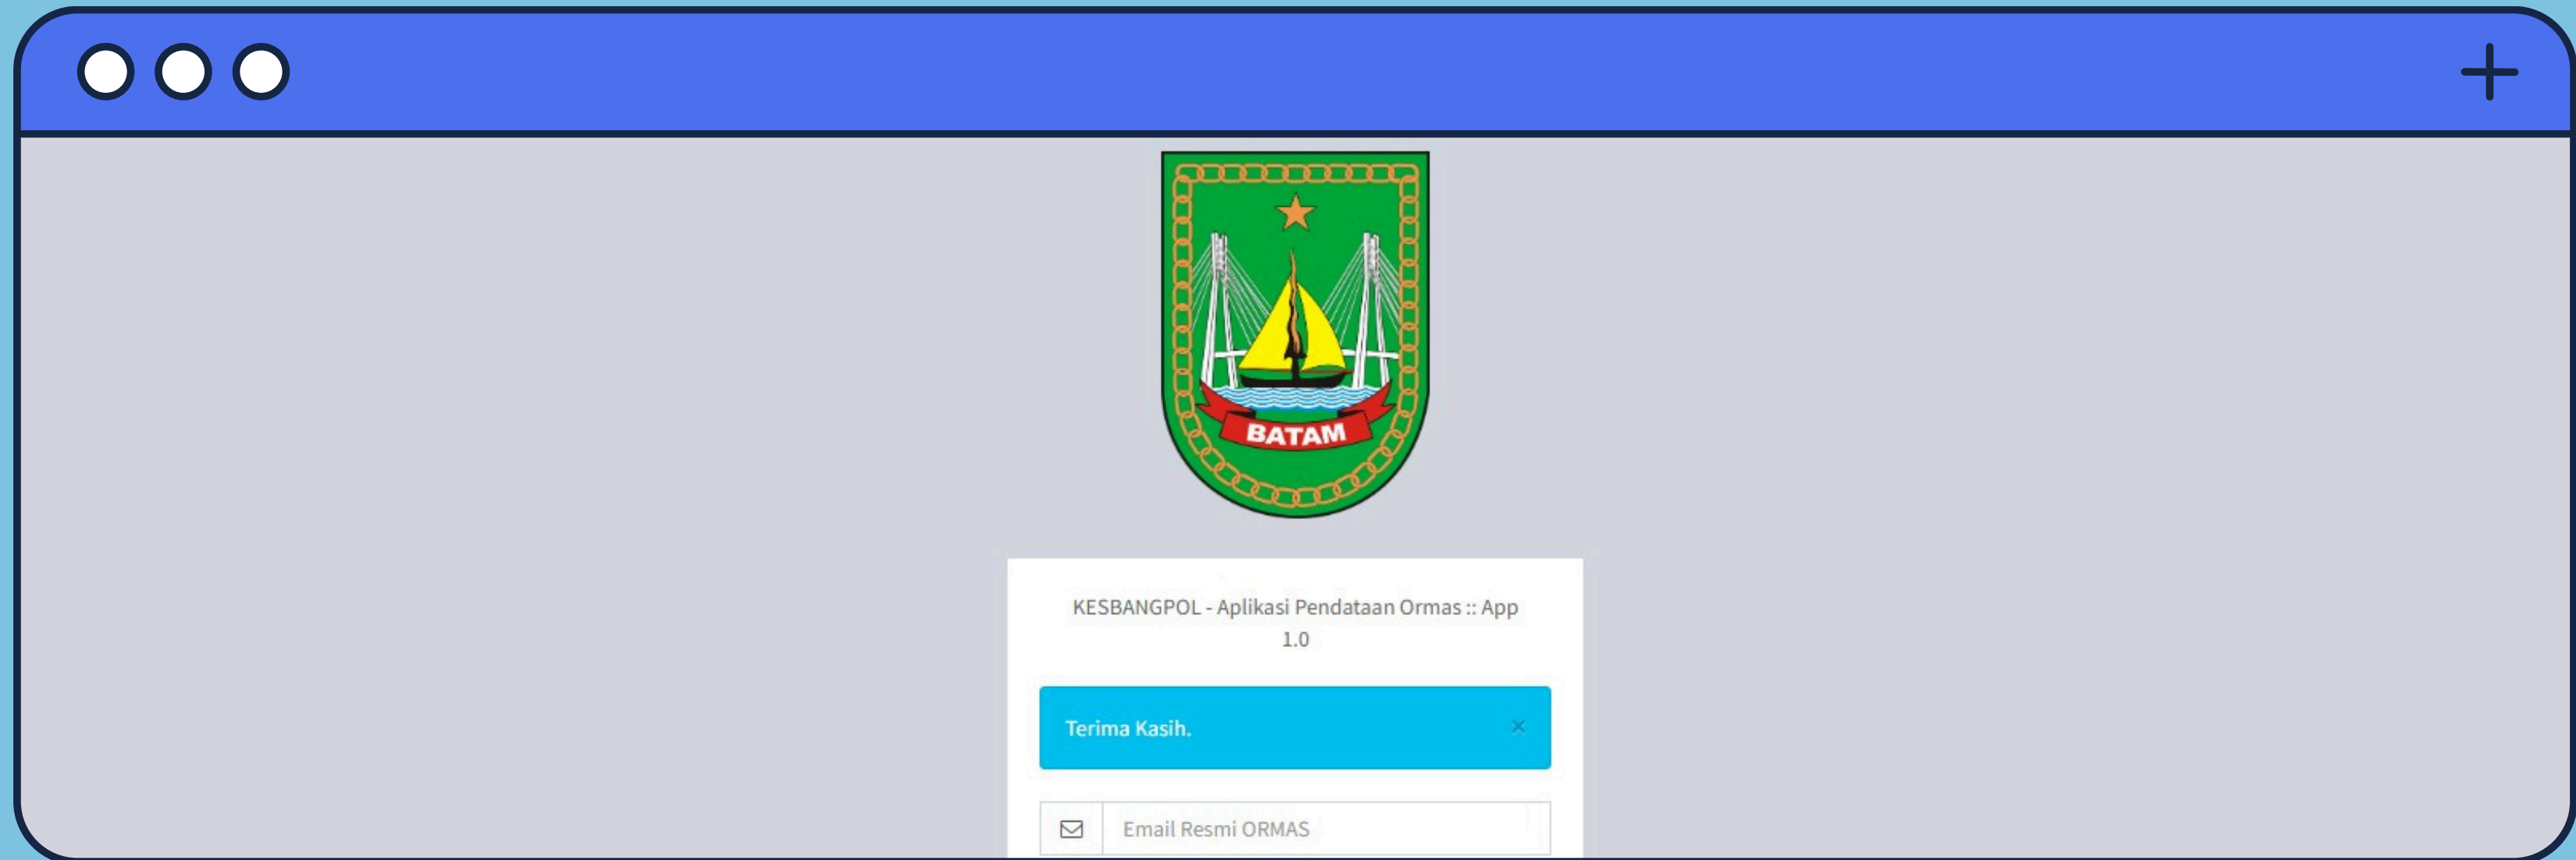 BATAM
KESBANGPOL - Aplikasi Pendataan Ormas :: App
1.0
Terima Kasih.
Email Resmi ORMAS